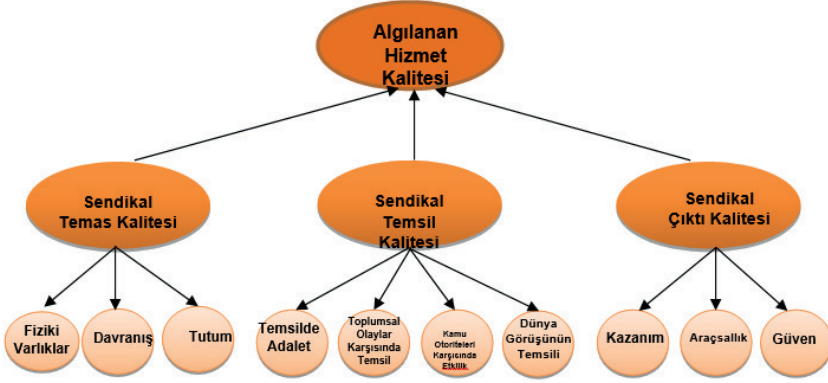 Algılanan
Hizmet
Kalitesi
Sendikal
Temas Kalitesi
Sendikal
Temsil
Kalitesi
Sendikal
Çıktı Kalitesi
Fiziki
Varlıklar
Davranış
Tutum
Temsilde
Adalet
Toplumsal
Olaylar
Karşısında
Temsil
Kamu
Otoriteleri
Karşısında
Etkililik
Dünya
Görüşünün
Temsili
Kazanım
Araçsallık
Güven